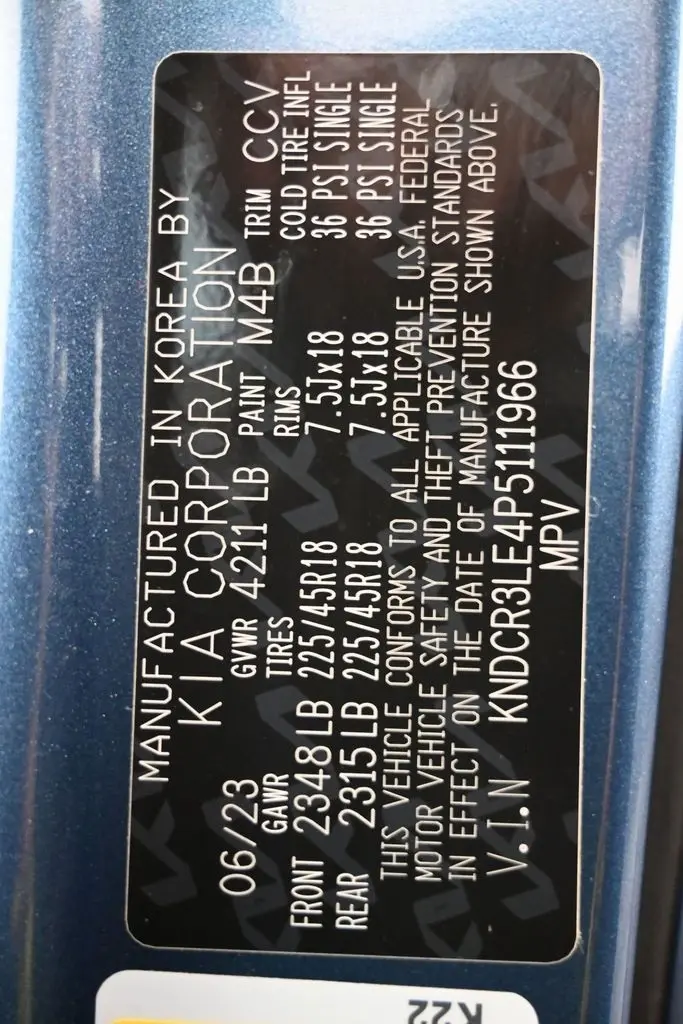 MANUFACTURED IN KOREA BY
KIA CORPORATION
06/23 GVWR 4211 LB PAINT M4B TRIM CCV
GAWR TIRES RIMS COLD TIRE INFL
FRONT 2348 LB 225/45R18 7.5Jx18 36 PSI SINGLE
REAR 2315 LB 225/45R18 7.5Jx18 36 PSI SINGLE
THIS VEHICLE CONFORMS TO ALL APPLICABLE U.S.A. FEDERAL
MOTOR VEHICLE SAFETY AND THEFT PREVENTION STANDARDS
IN EFFECT ON THE DATE OF MANUFACTURE SHOWN ABOVE.
V.I.N KNDCR3LE4P5111966
MPV
K22